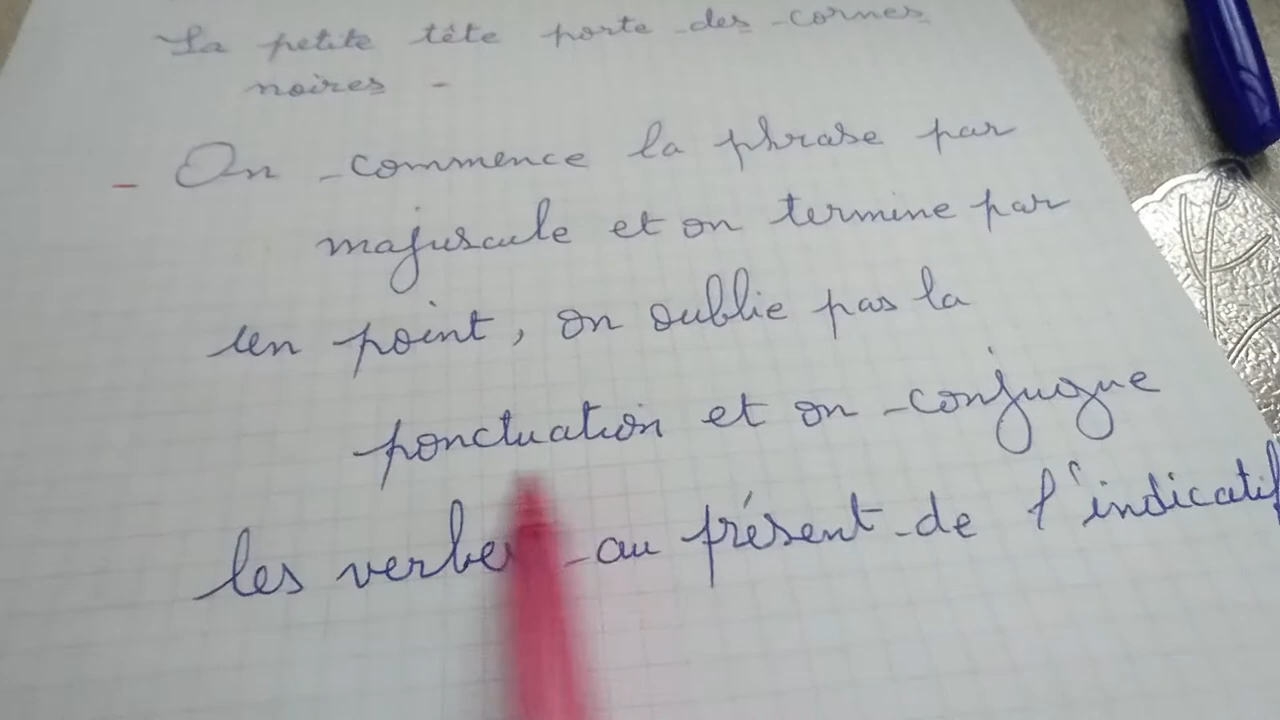 La petite tête porte des cornes
noires -
- On commence la phrase par
majuscule et on termine par
un point, on oublie pas la
ponctuation et on conjugue
les verbes au présent de l'indicatif